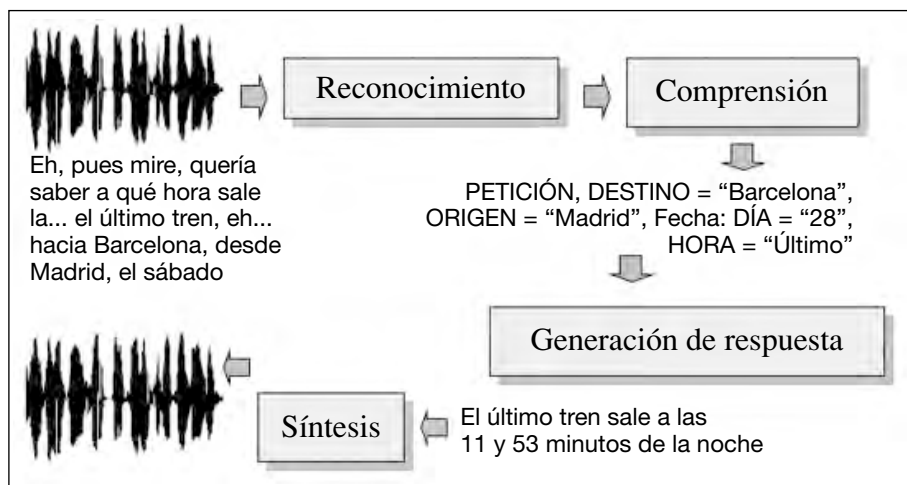 Reconocimiento
Comprensión
Eh, pues mire, quería
saber a qué hora sale
la... el último tren, eh...
hacia Barcelona, desde
Madrid, el sábado
PETICIÓN, DESTINO = “Barcelona”,
ORIGEN = “Madrid”, Fecha: DÍA = “28”,
HORA = “Último”
Generación de respuesta
El último tren sale a las
11 y 53 minutos de la noche
Síntesis